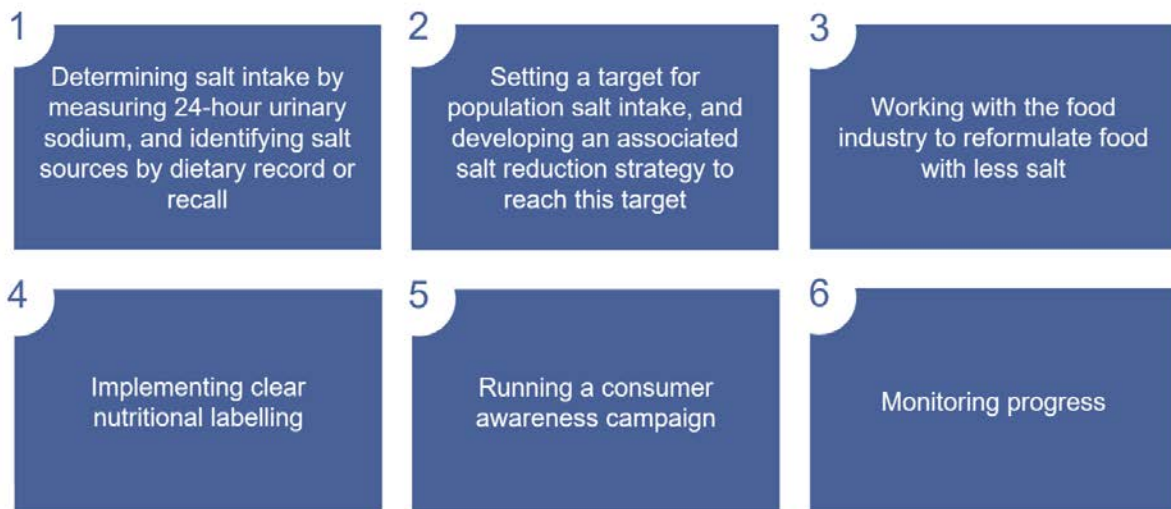 1
Determining salt intake by
measuring 24-hour urinary
sodium, and identifying salt
sources by dietary record or
recall
2
Setting a target for
population salt intake, and
developing an associated
salt reduction strategy to
reach this target
3
Working with the food
industry to reformulate food
with less salt
4
Implementing clear
nutritional labelling
5
Running a consumer
awareness campaign
6
Monitoring progress